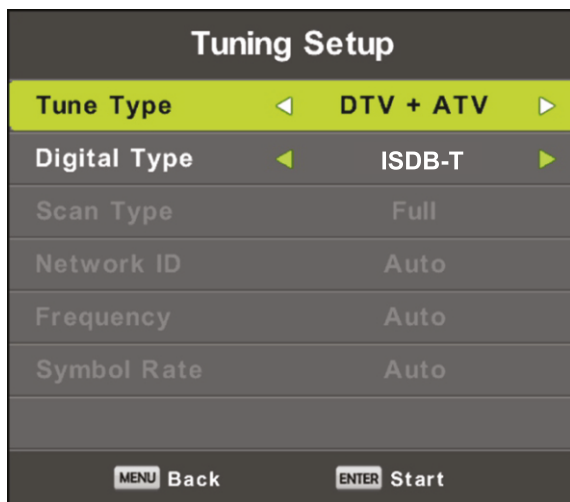 Tuning Setup
Tune Type DTV + ATV
Digital Type ISDB-T
Scan Type Full
Network ID Auto
Frequency Auto
Symbol Rate Auto
MENU Back ENTER Start